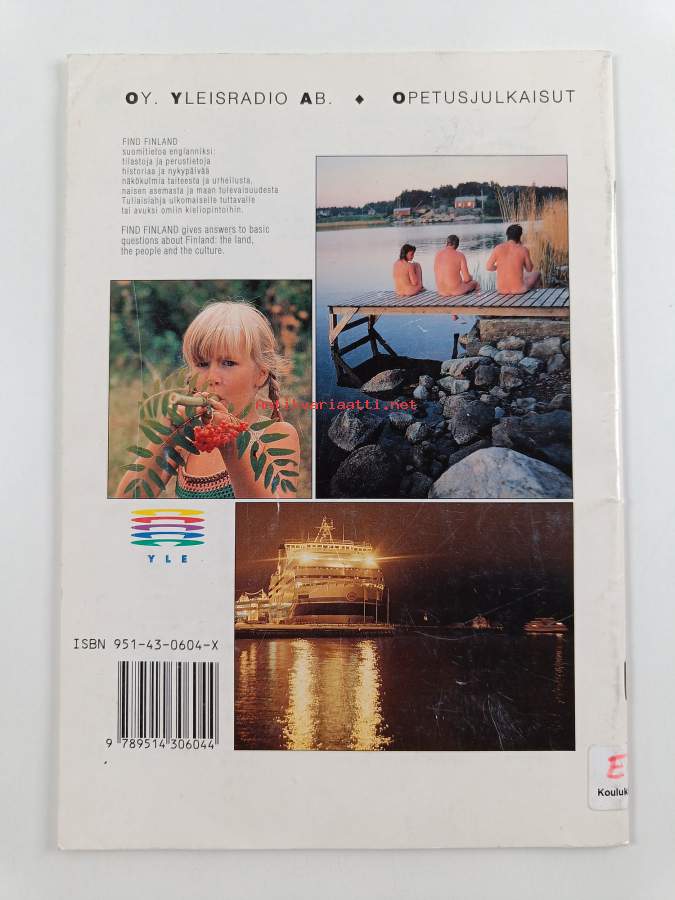 OY. YLEISRADIO AB. ♦ OPETUSJULKAISUT
FIND FINLAND
suomitietoa englanniksi:
tilastoja ja perustietoja
historiaa ja nykypäivää
näkökulmia taiteesta ja urheilusta,
naisen asemasta ja maan tulevaisuudesta
Tuliaislahja ulkomaiselle tuttavalle
tai avuksi omiin kieliopintoihin.
FIND FINLAND gives answers to basic
questions about Finland: the land,
the people and the culture.
antikvariaatti.net
YLE
ISBN 951-43-0604-X
9 789514 306044
E
Kouluk